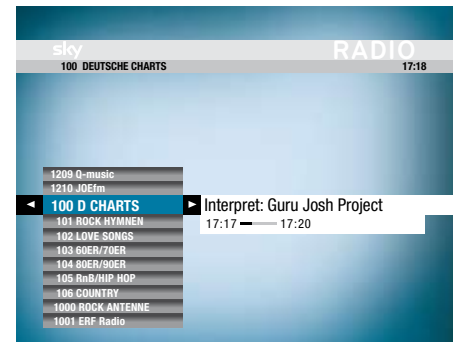 sky RADIO
100 DEUTSCHE CHARTS 17:18
1209 Q-music
1210 JOEfm
100 D CHARTS Interpret: Guru Josh Project
101 ROCK HYMNEN 17:17 17:20
102 LOVE SONGS
103 60ER/70ER
104 80ER/90ER
105 RnB/HIP HOP
106 COUNTRY
1000 ROCK ANTENNE
1001 ERF Radio